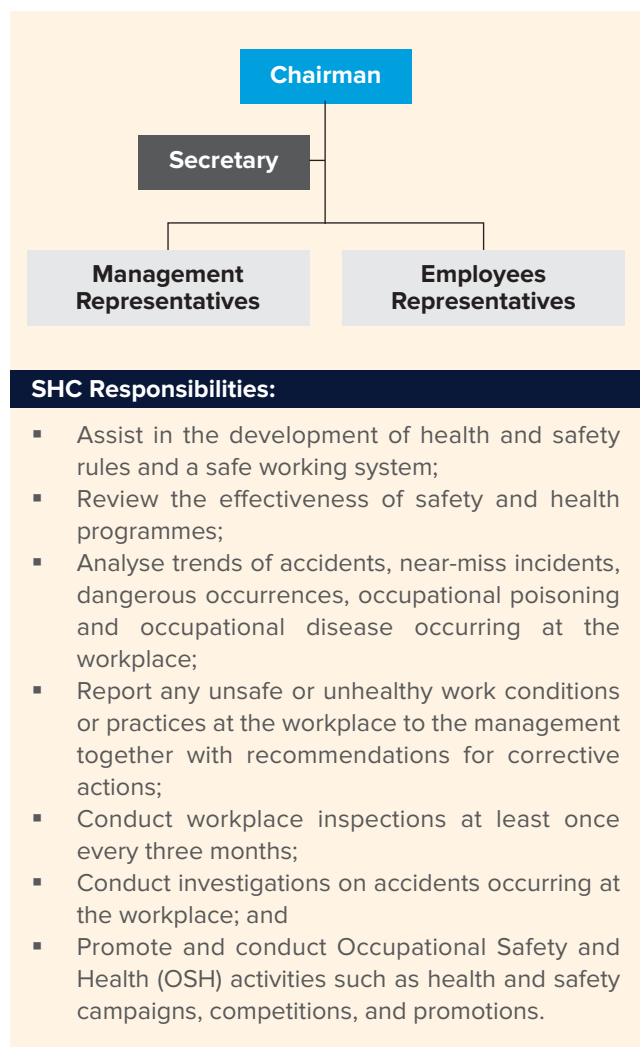 Chairman
Secretary
Management
Representatives
Employees
Representatives
SHC Responsibilities:
▪ Assist in the development of health and safety
rules and a safe working system;
▪ Review the effectiveness of safety and health
programmes;
▪ Analyse trends of accidents, near-miss incidents,
dangerous occurrences, occupational poisoning
and occupational disease occurring at the
workplace;
▪ Report any unsafe or unhealthy work conditions
or practices at the workplace to the management
together with recommendations for corrective
actions;
▪ Conduct workplace inspections at least once
every three months;
▪ Conduct investigations on accidents occurring at
the workplace; and
▪ Promote and conduct Occupational Safety and
Health (OSH) activities such as health and safety
campaigns, competitions, and promotions.